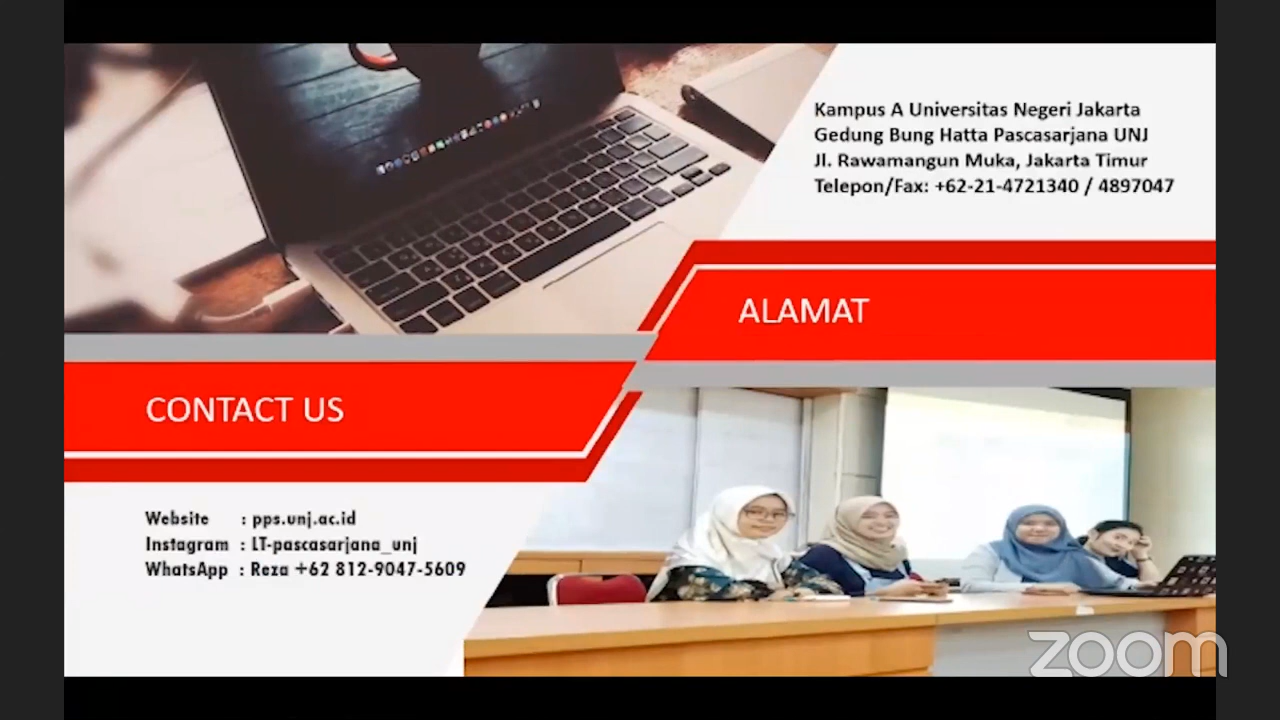 Kampus A Universitas Negeri Jakarta
Gedung Bung Hatta Pascasarjana UNJ
Jl. Rawamangun Muka, Jakarta Timur
Telepon/Fax: +62-21-4721340 / 4897047
ALAMAT
CONTACT US
Website : pps.unj.ac.id
Instagram : LT-pascasarjana_unj
WhatsApp : Reza +62 812-9047-5609
zoom